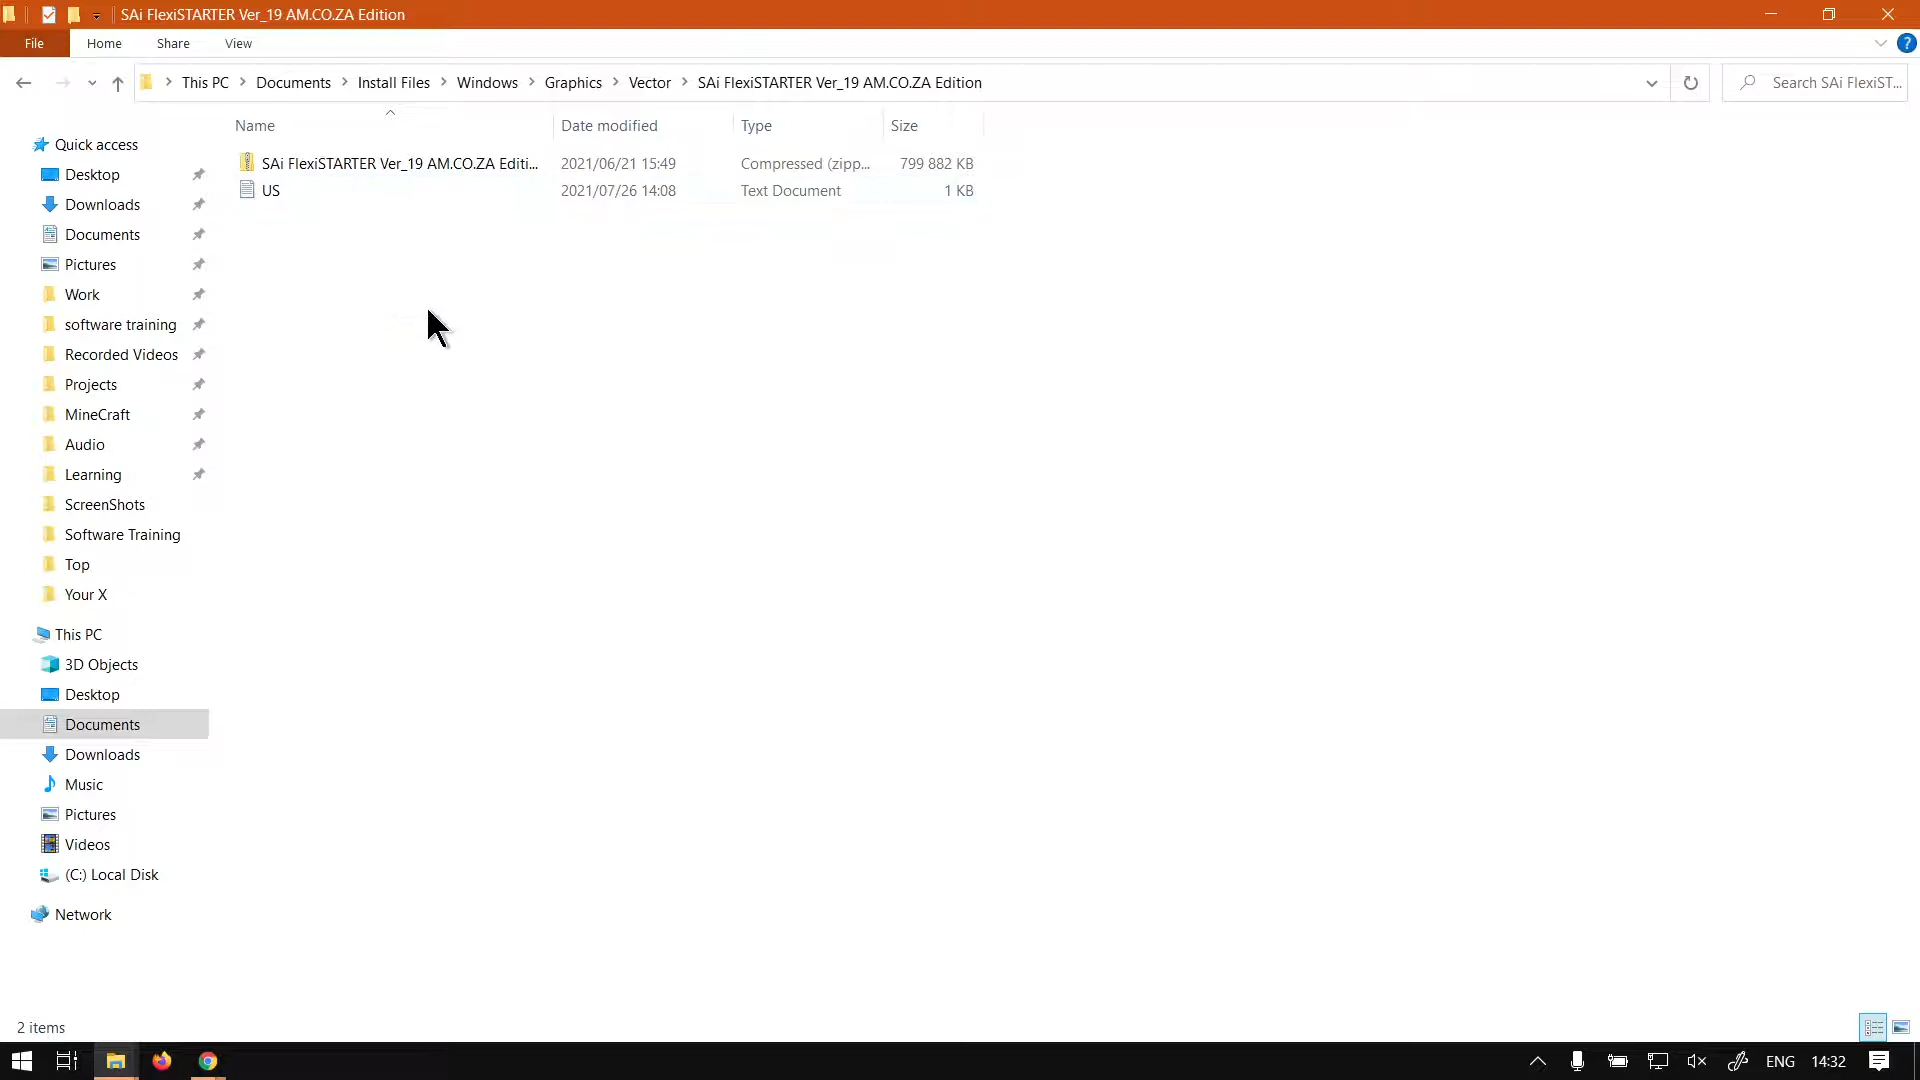 SAi FlexiSTARTER Ver_19 AM.CO.ZA Edition
File Home Share View
This PC Documents Install Files Windows Graphics Vector SAi FlexiSTARTER Ver_19 AM.CO.ZA Edition
Search SAi FlexiST...
Name Date modified Type Size
SAi FlexiSTARTER Ver_19 AM.CO.ZA Editi... 2021/06/21 15:49 Compressed (zipp... 799 882 KB
US 2021/07/26 14:08 Text Document 1 KB
Quick access
Desktop
Downloads
Documents
Pictures
Work
software training
Recorded Videos
Projects
MineCraft
Audio
Learning
ScreenShots
Software Training
Top
Your X
This PC
3D Objects
Desktop
Documents
Downloads
Music
Pictures
Videos
(C:) Local Disk
Network
2 items
ENG 14:32